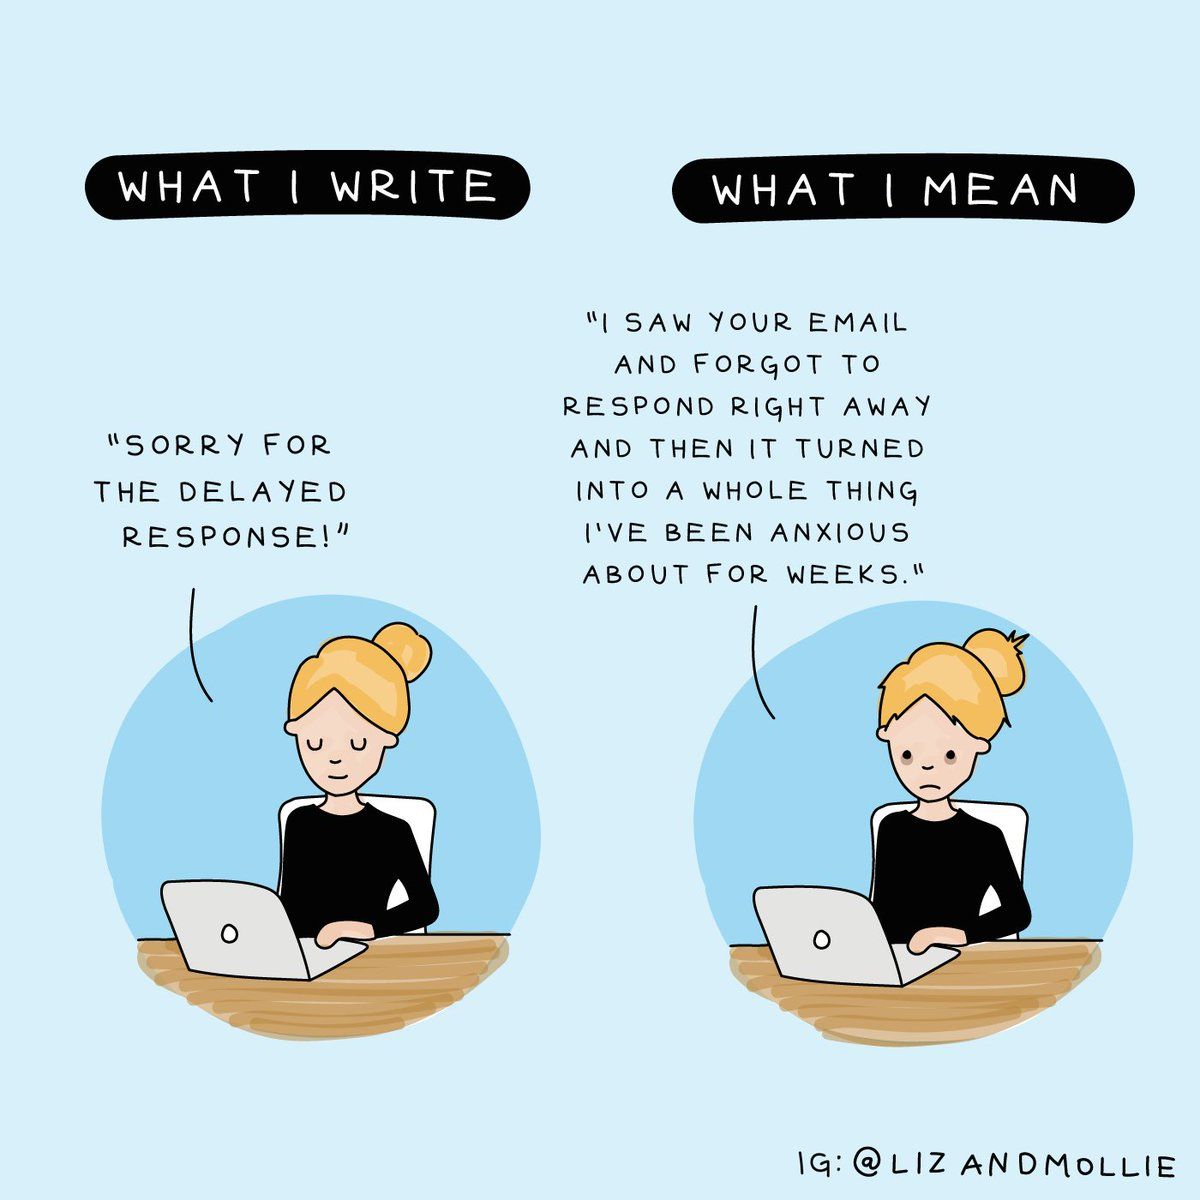 WHAT I WRITE
"SORRY FOR
THE DELAYED
RESPONSE!"
WHAT I MEAN
"I SAW YOUR EMAIL
AND FORGOT TO
RESPOND RIGHT AWAY
AND THEN IT TURNED
INTO A WHOLE THING
I'VE BEEN ANXIOUS
ABOUT FOR WEEKS."
IG: @LIZANDMOLLIE